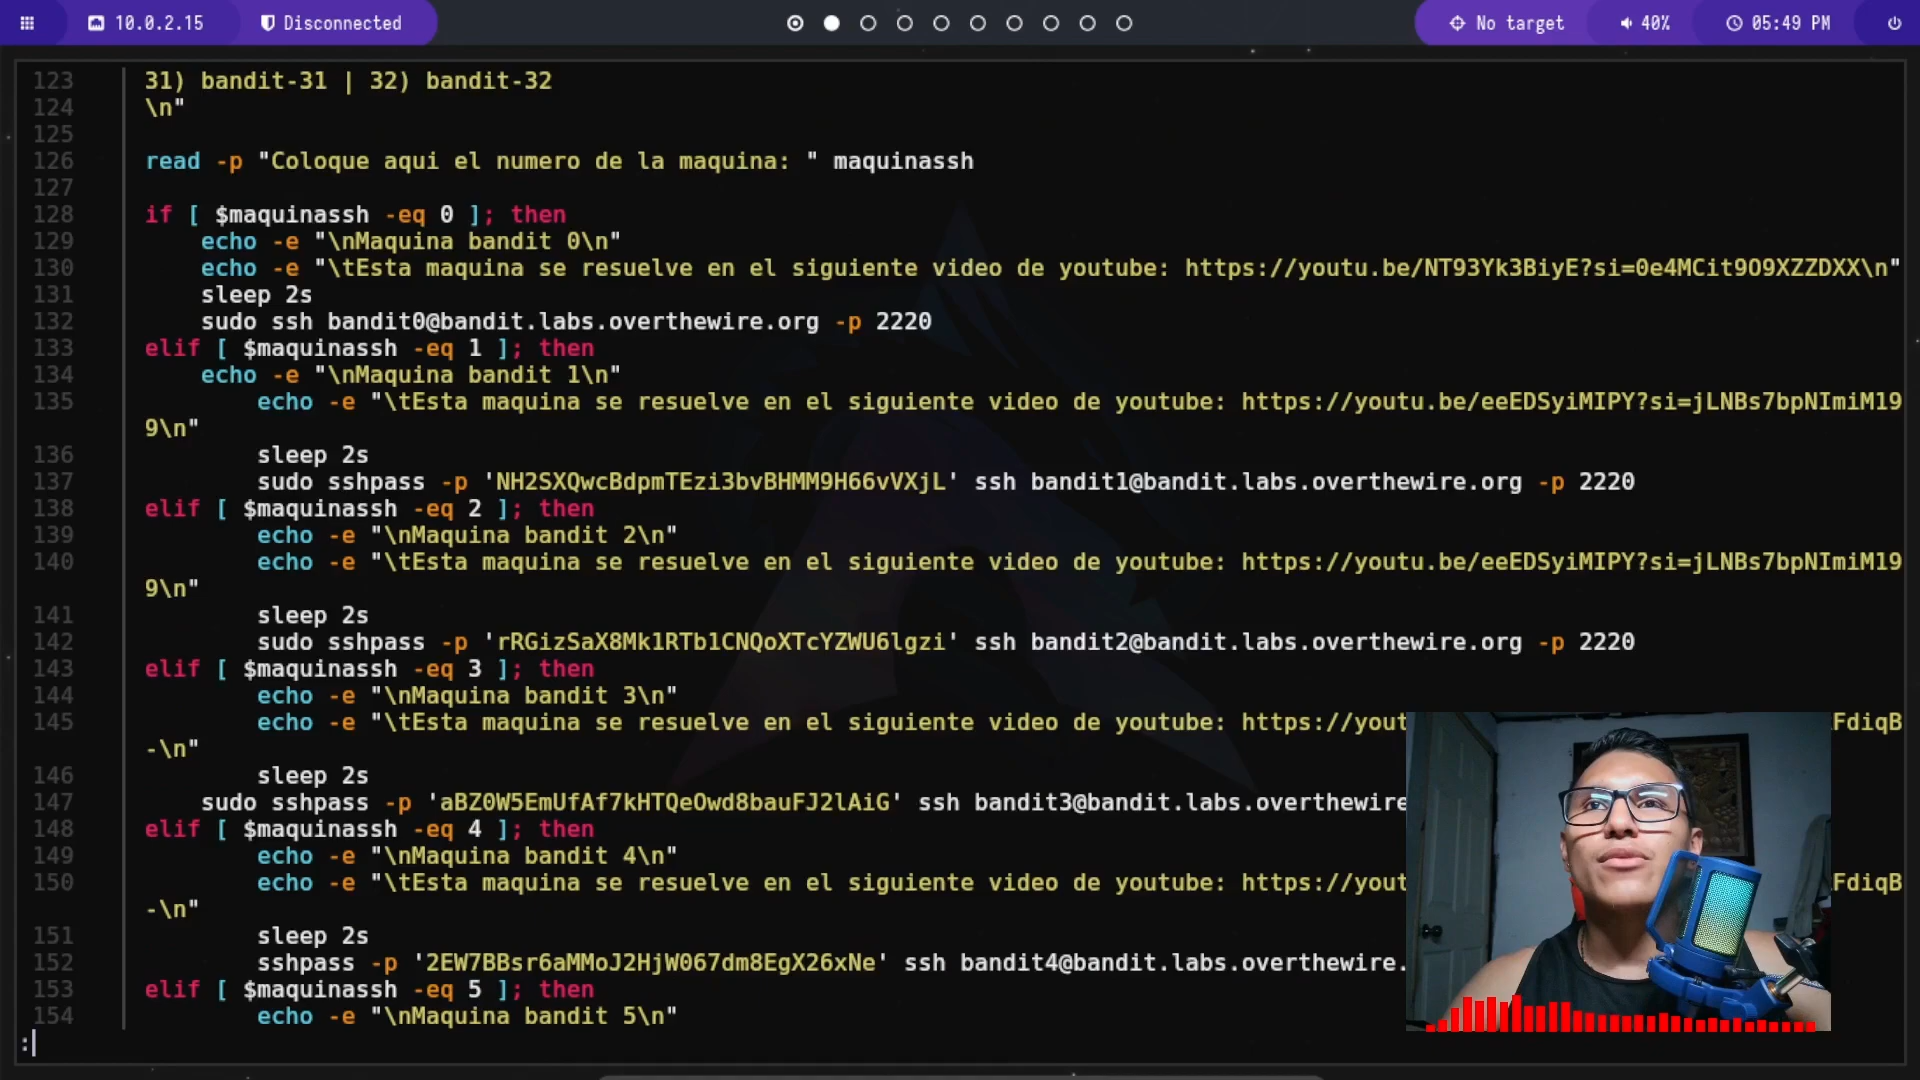 10.0.2.15
Disconnected
No target
40%
05:49 PM
123 31) bandit-31 | 32) bandit-32
124 \n"
125
126 read -p "Coloque aqui el numero de la maquina: " maquinassh
127
128 if [ $maquinassh -eq 0 ]; then
129 echo -e "\nMaquina bandit 0\n"
130 echo -e "\tEsta maquina se resuelve en el siguiente video de youtube: https://youtu.be/NT93Yk3BiyE?si=0e4MCit9O9XZZDXX\n"
131 sleep 2s
132 sudo ssh bandit0@bandit.labs.overthewire.org -p 2220
133 elif [ $maquinassh -eq 1 ]; then
134 echo -e "\nMaquina bandit 1\n"
135 echo -e "\tEsta maquina se resuelve en el siguiente video de youtube: https://youtu.be/eeEDSyiMIPY?si=jLNBs7bpNImiM19
9\n"
136 sleep 2s
137 sudo sshpass -p 'NH2SXQwcBdpmTEzi3bvBHMM9H66vVXjL' ssh bandit1@bandit.labs.overthewire.org -p 2220
138 elif [ $maquinassh -eq 2 ]; then
139 echo -e "\nMaquina bandit 2\n"
140 echo -e "\tEsta maquina se resuelve en el siguiente video de youtube: https://youtu.be/eeEDSyiMIPY?si=jLNBs7bpNImiM19
9\n"
141 sleep 2s
142 sudo sshpass -p 'rRGizSaX8Mk1RTb1CNQoXTcYZWU6lgzi' ssh bandit2@bandit.labs.overthewire.org -p 2220
143 elif [ $maquinassh -eq 3 ]; then
144 echo -e "\nMaquina bandit 3\n"
145 echo -e "\tEsta maquina se resuelve en el siguiente video de youtube: https://yout FdiqB
-\n"
146 sleep 2s
147 sudo sshpass -p 'aBZ0W5EmUfAf7kHTQeOwd8bauFJ2lAiG' ssh bandit3@bandit.labs.overthewire
148 elif [ $maquinassh -eq 4 ]; then
149 echo -e "\nMaquina bandit 4\n"
150 echo -e "\tEsta maquina se resuelve en el siguiente video de youtube: https://yout FdiqB
-\n"
151 sleep 2s
152 sshpass -p '2EW7BBsr6aMMoJ2HjW067dm8EgX26xNe' ssh bandit4@bandit.labs.overthewire.
153 elif [ $maquinassh -eq 5 ]; then
154 echo -e "\nMaquina bandit 5\n"
: